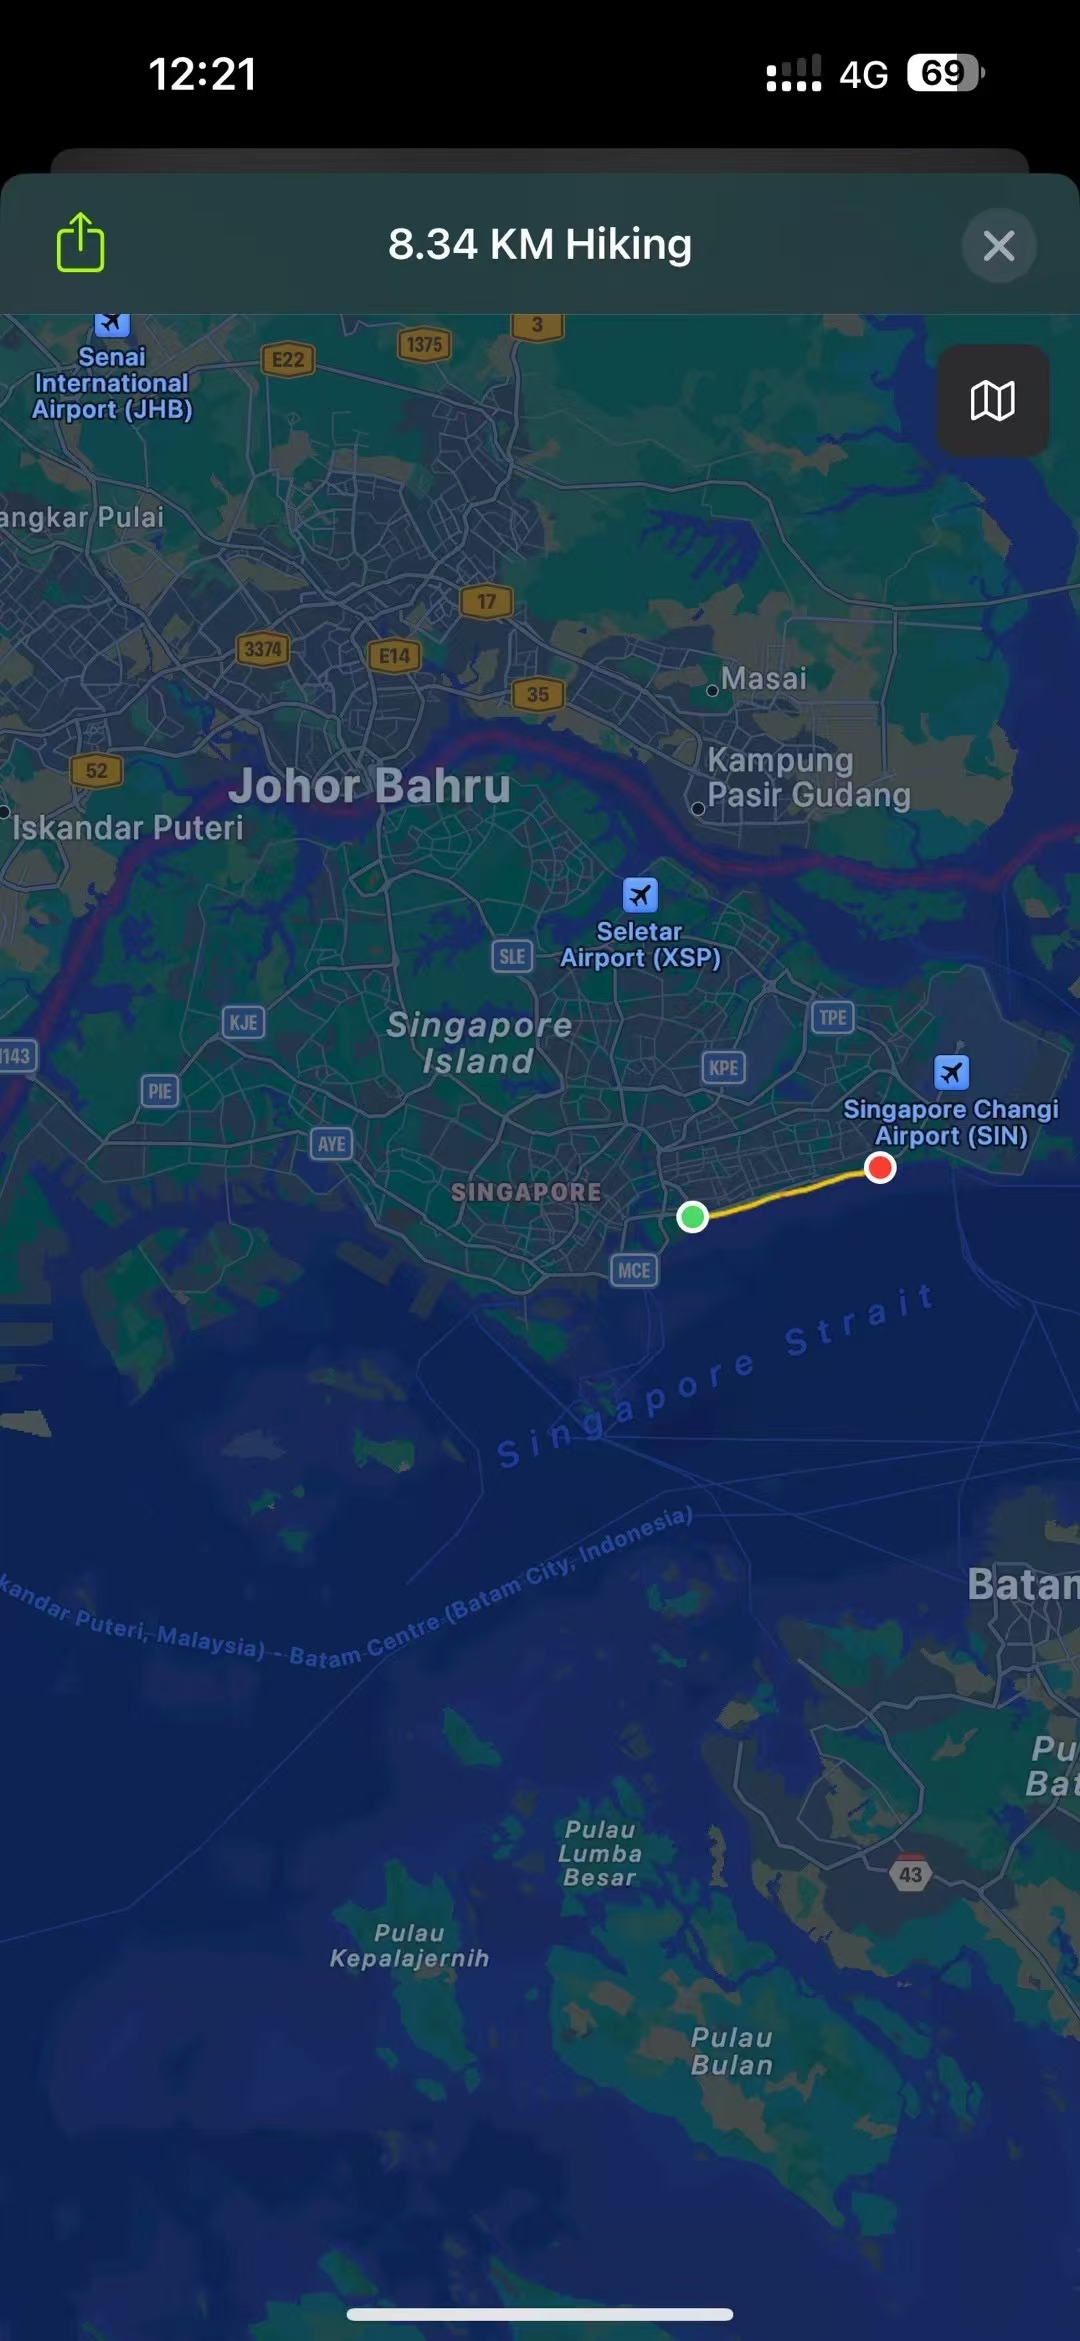 12:21
4G
69
8.34 KM Hiking
3
1375
E22
Senai
International
Airport (JHB)
angkar Pulai
17
3374
E14
35
Masai
52
Kampung
Pasir Gudang
Johor Bahru
Iskandar Puteri
Seletar
Airport (XSP)
SLE
KJE
Singapore
Island
TPE
143
KPE
PIE
Singapore Changi
Airport (SIN)
AYE
SINGAPORE
MCE
Singapore Strait
kandar Puteri, Malaysia) - Batam Centre (Batam City, Indonesia)
Batam
Pu
Bat
Pulau
Lumba
Besar
43
Pulau
Kepalajernih
Pulau
Bulan